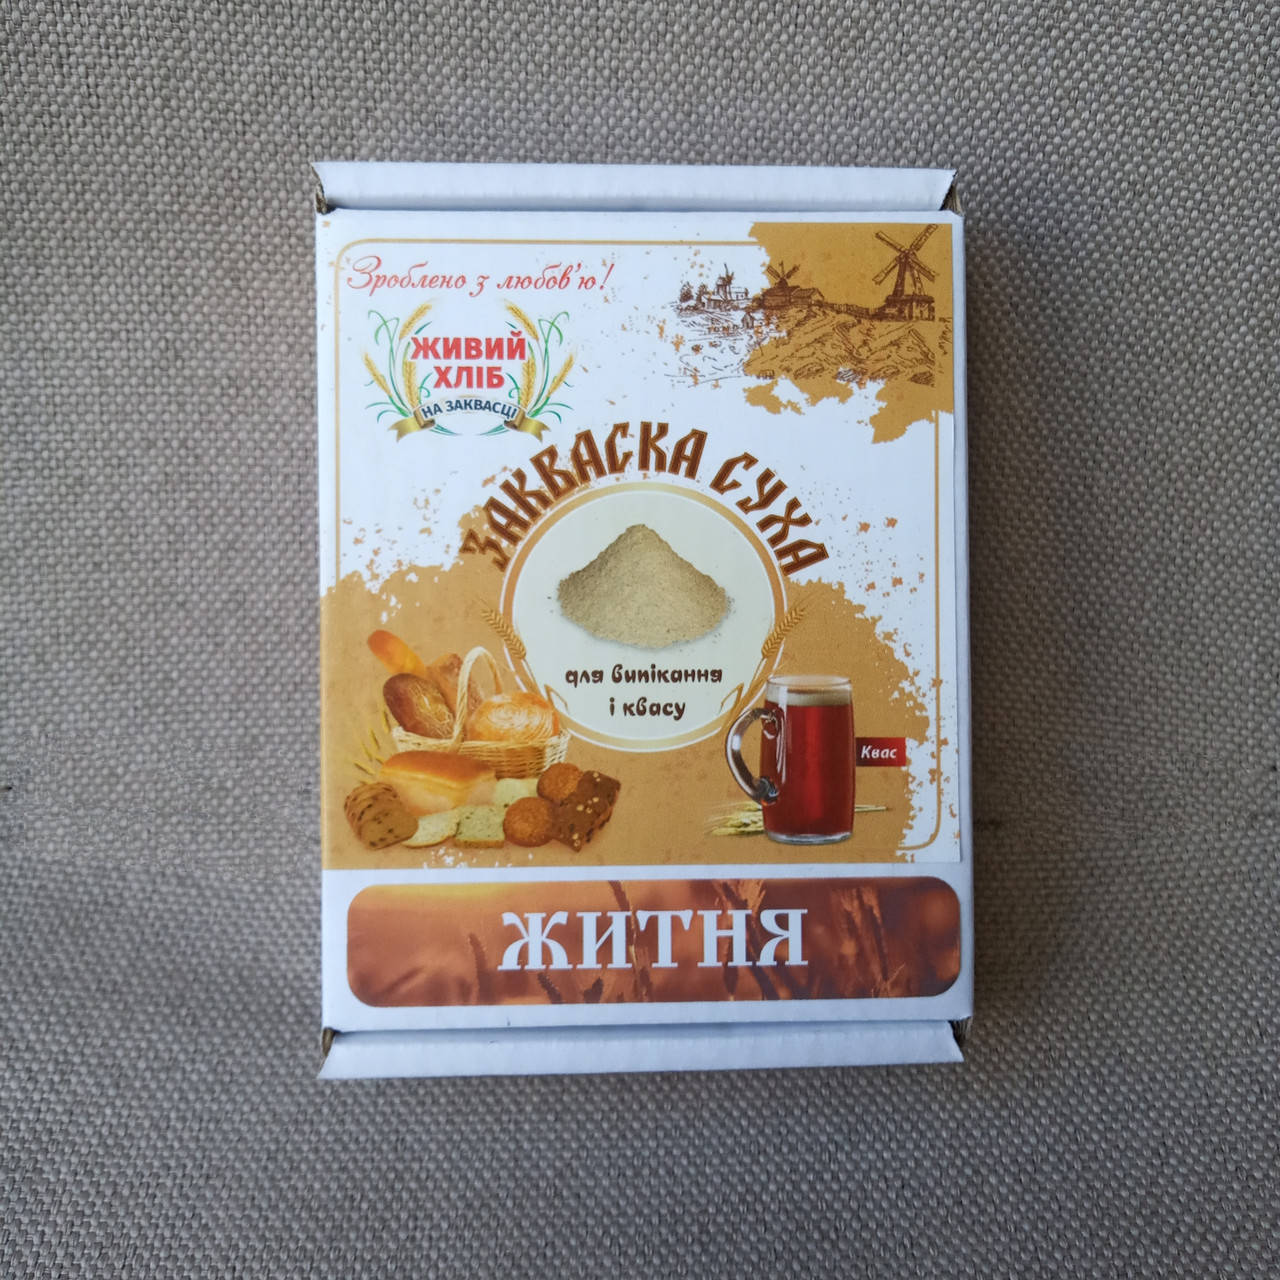 Зроблено з любов'ю!
ЖИВИЙ
ХЛІБ
НА ЗАКВАСЦІ
ЗАКВАСКА СУХА
для випікання
і квасу
Квас
ЖИТНЯ